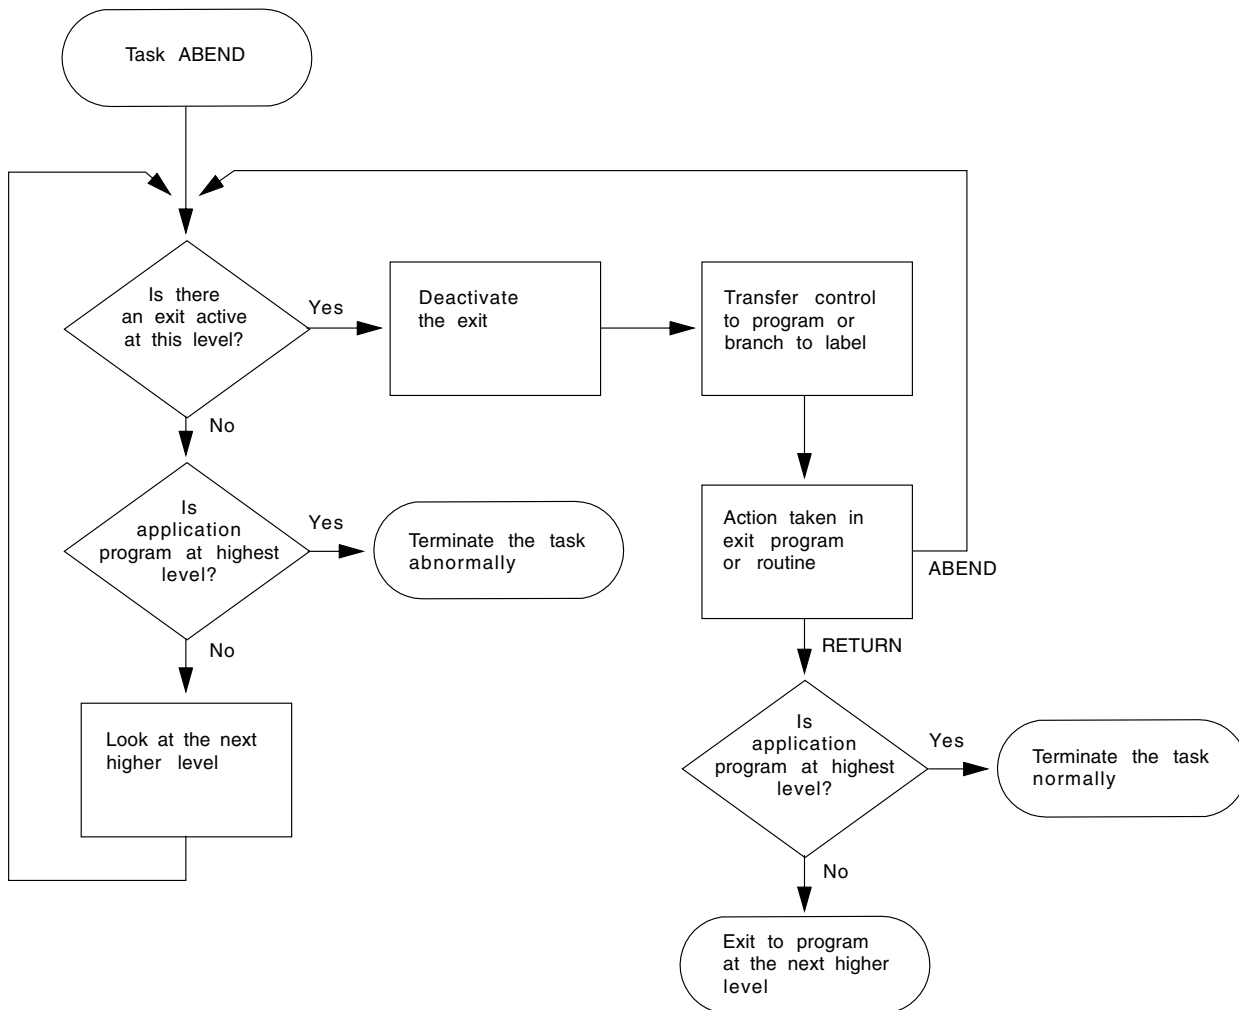 Task ABEND
Is there
an exit active
at this level?
Yes
Deactivate
the exit
Transfer control
to program or
branch to label
No
Is
application
program at highest
level?
Yes
Terminate the task
abnormally
Action taken in
exit program
or routine
ABEND
No
RETURN
Look at the next
higher level
Is
application
program at highest
level?
Yes
Terminate the task
normally
No
Exit to program
at the next higher
level